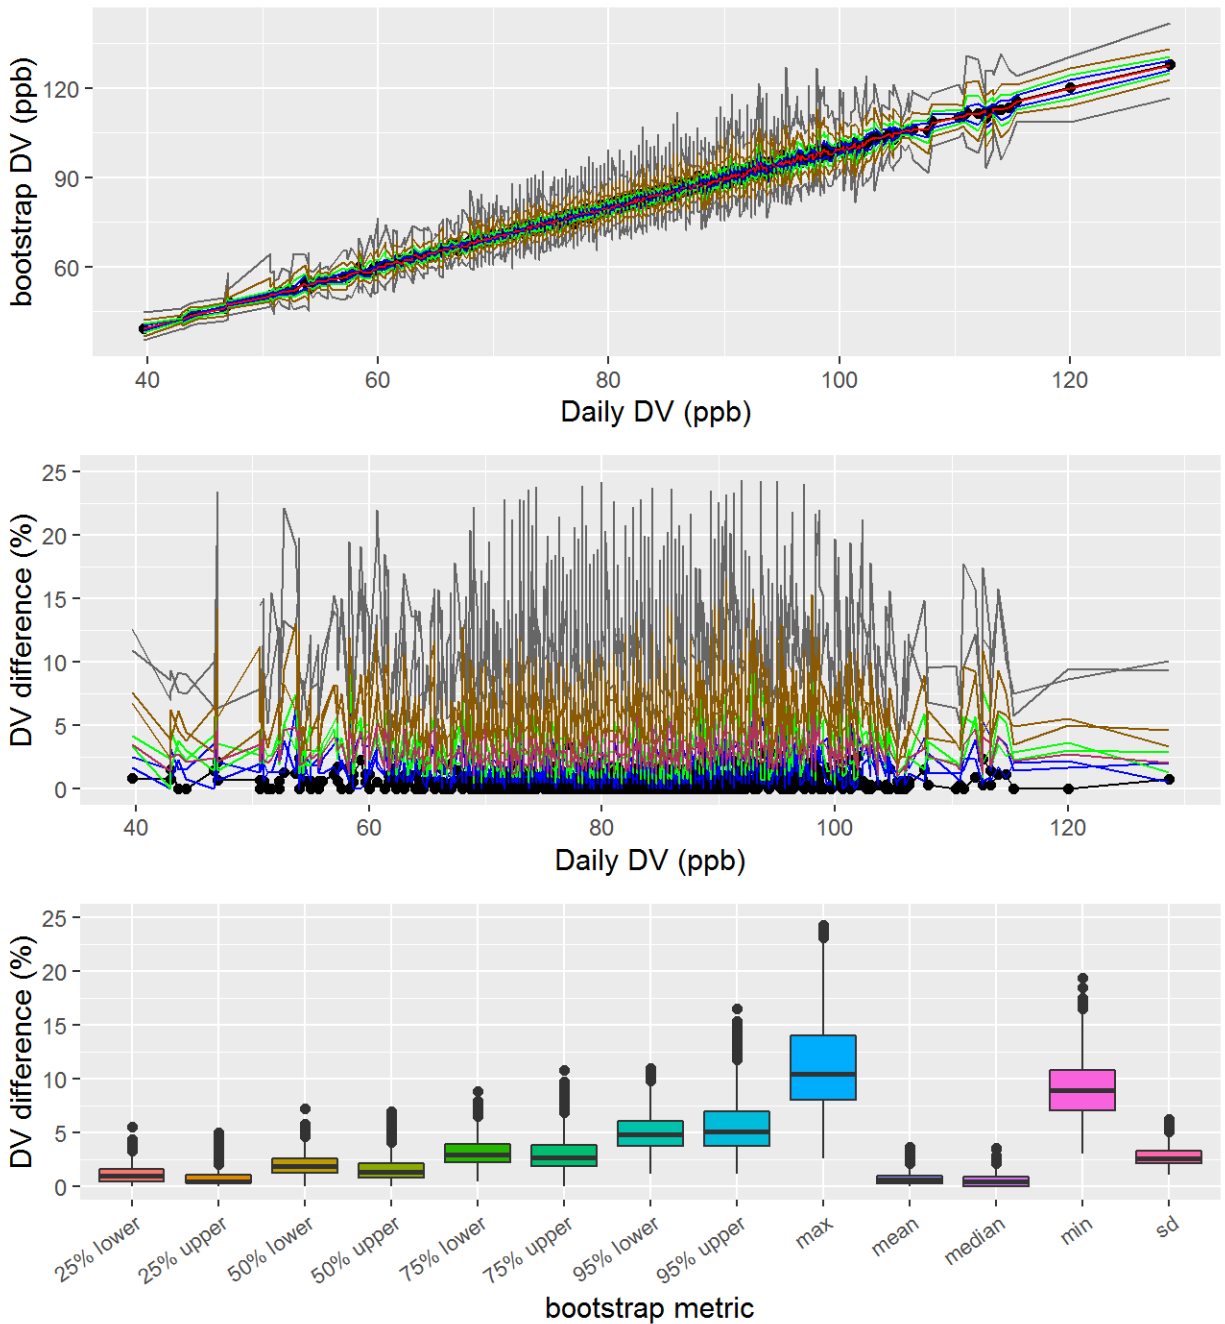 bootstrap DV (ppb)
120
90
60
40
60
80
100
120
Daily DV (ppb)
DV difference (%)
25
20
15
10
5
0
40
60
80
100
120
Daily DV (ppb)
DV difference (%)
25
20
15
10
5
0
25% lower
25% upper
50% lower
50% upper
75% lower
75% upper
95% lower
95% upper
max
mean
median
min
sd
bootstrap metric